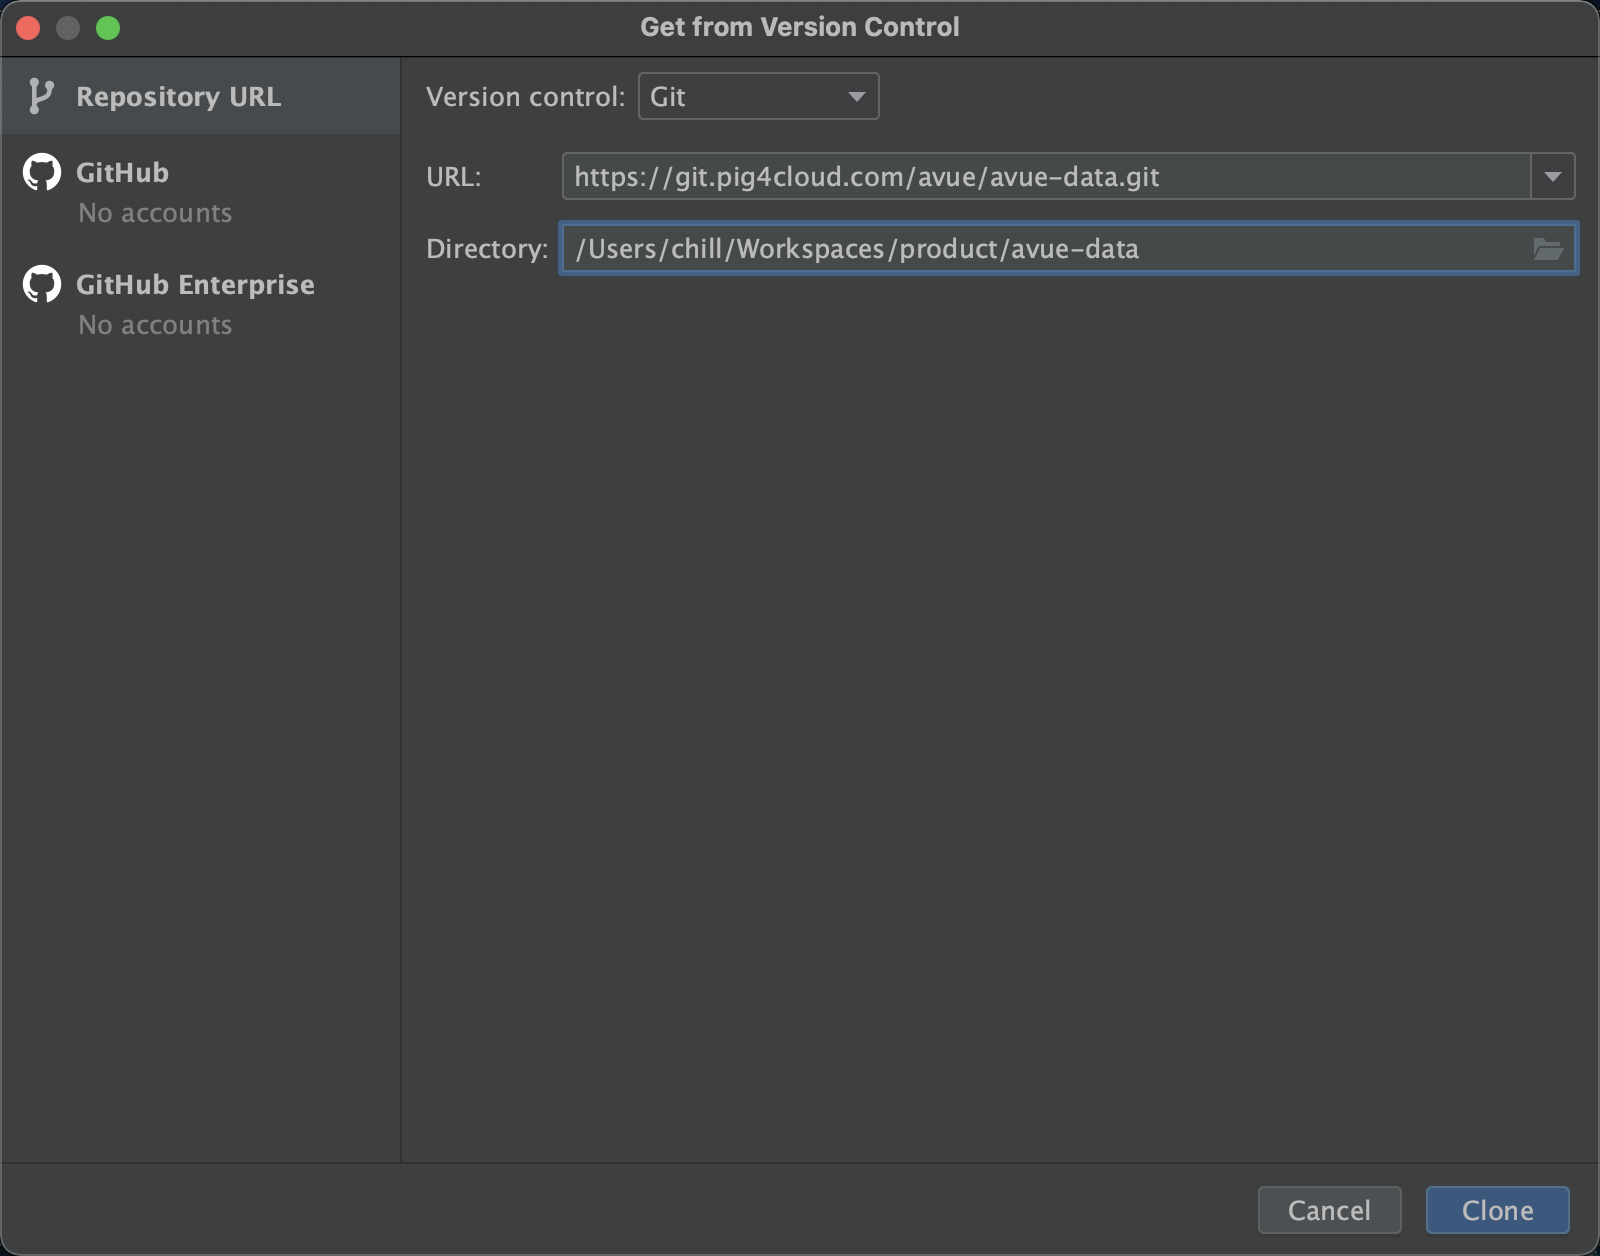 Get from Version Control
Repository URL
GitHub
No accounts
GitHub Enterprise
No accounts
Version control: Git
URL: https://git.pig4cloud.com/avue/avue-data.git
Directory: /Users/chill/Workspaces/product/avue-data
Cancel Clone